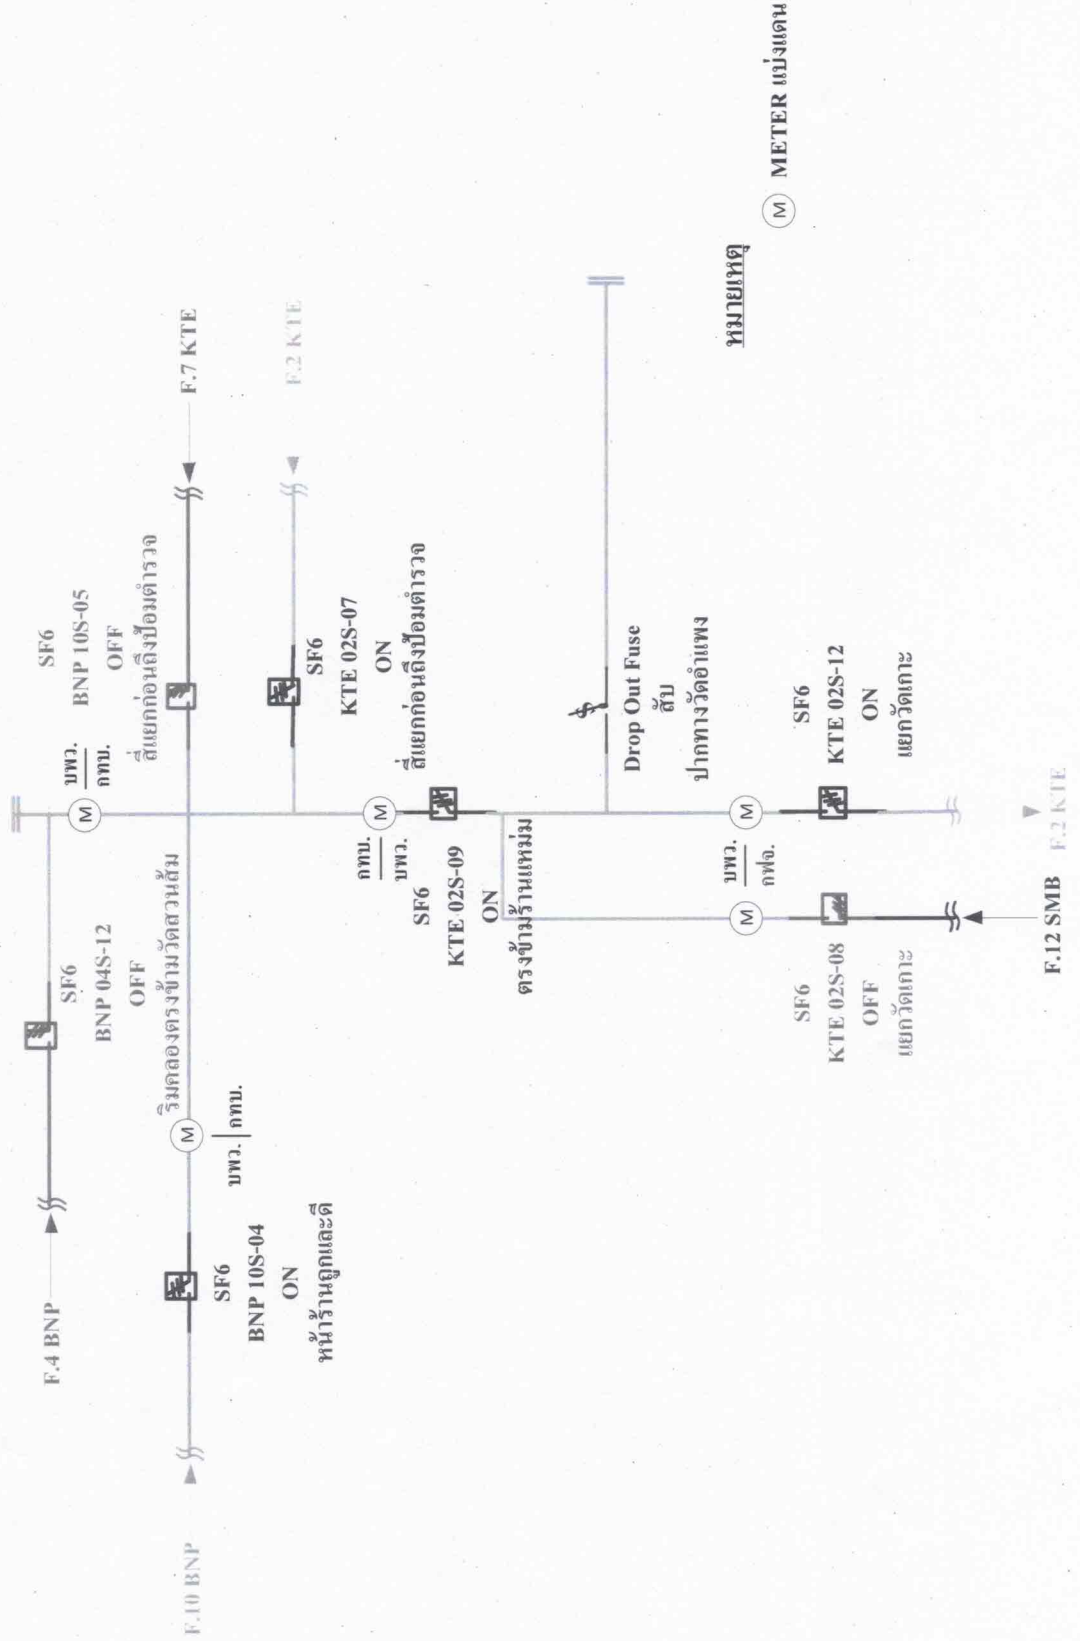 F.4 BNP
SF6
BNP 04S-12
OFF
ริมคลองตรงข้ามวัดสวนส้ม
SF6
BNP 10S-05
OFF
สี่แยกก่อนถึงป้อมตำรวจ
M
บพว.
กทบ.
F.10 BNP
SF6
BNP 10S-04
ON
หน้าร้านถูกและดี
M
บพว. กทบ.
F.7 KTE
F.2 KTE
SF6
KTE 02S-07
ON
สี่แยกก่อนถึงป้อมตำรวจ
M
กทบ.
บพว.
SF6
KTE 02S-09
ON
ตรงข้ามร้านแหม่ม
Drop Out Fuse
สับ
ปากทางวัดอำแพง
M
M
บพว.
กฟจ.
SF6
KTE 02S-08
OFF
แยกวัดเกาะ
SF6
KTE 02S-12
ON
แยกวัดเกาะ
F.12 SMB
F.2 KTE
หมายเหตุ
M METER แบ่งแดน